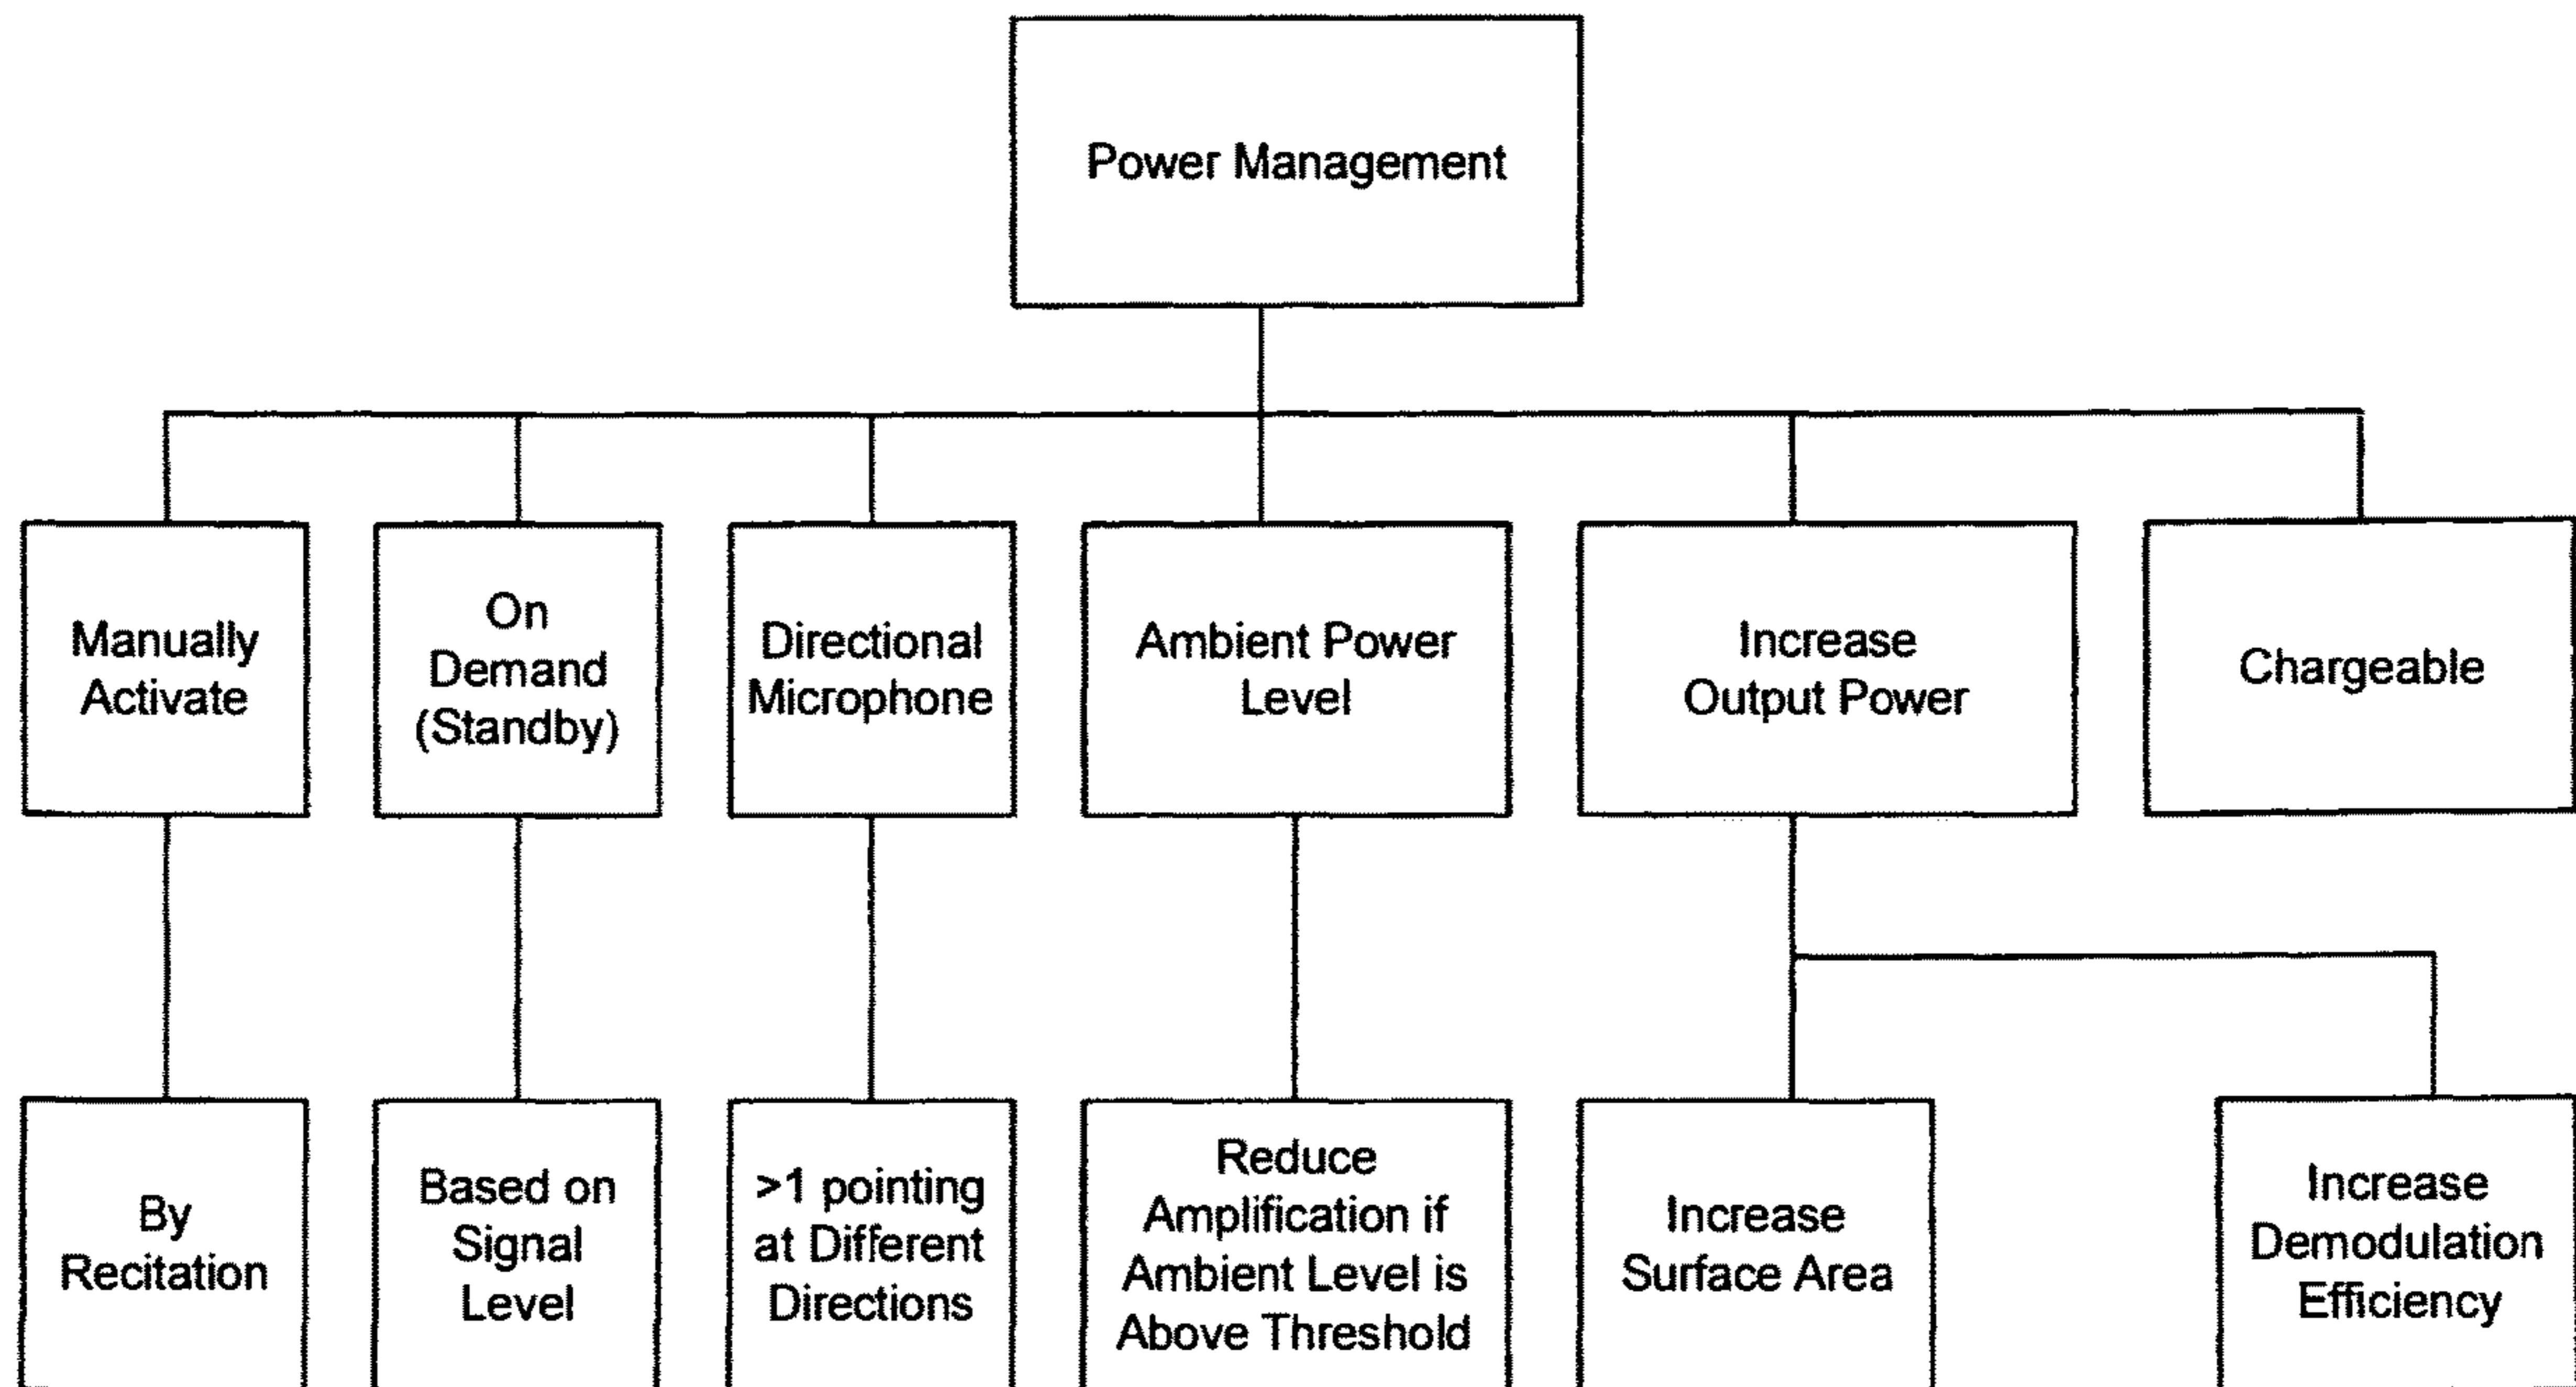 Power Management
Manually
Activate
On
Demand
(Standby)
Directional
Microphone
Ambient Power
Level
Increase
Output Power
Chargeable
By
Recitation
Based on
Signal
Level
>1 pointing
at Different
Directions
Reduce
Amplification if
Ambient Level is
Above Threshold
Increase
Surface Area
Increase
Demodulation
Efficiency